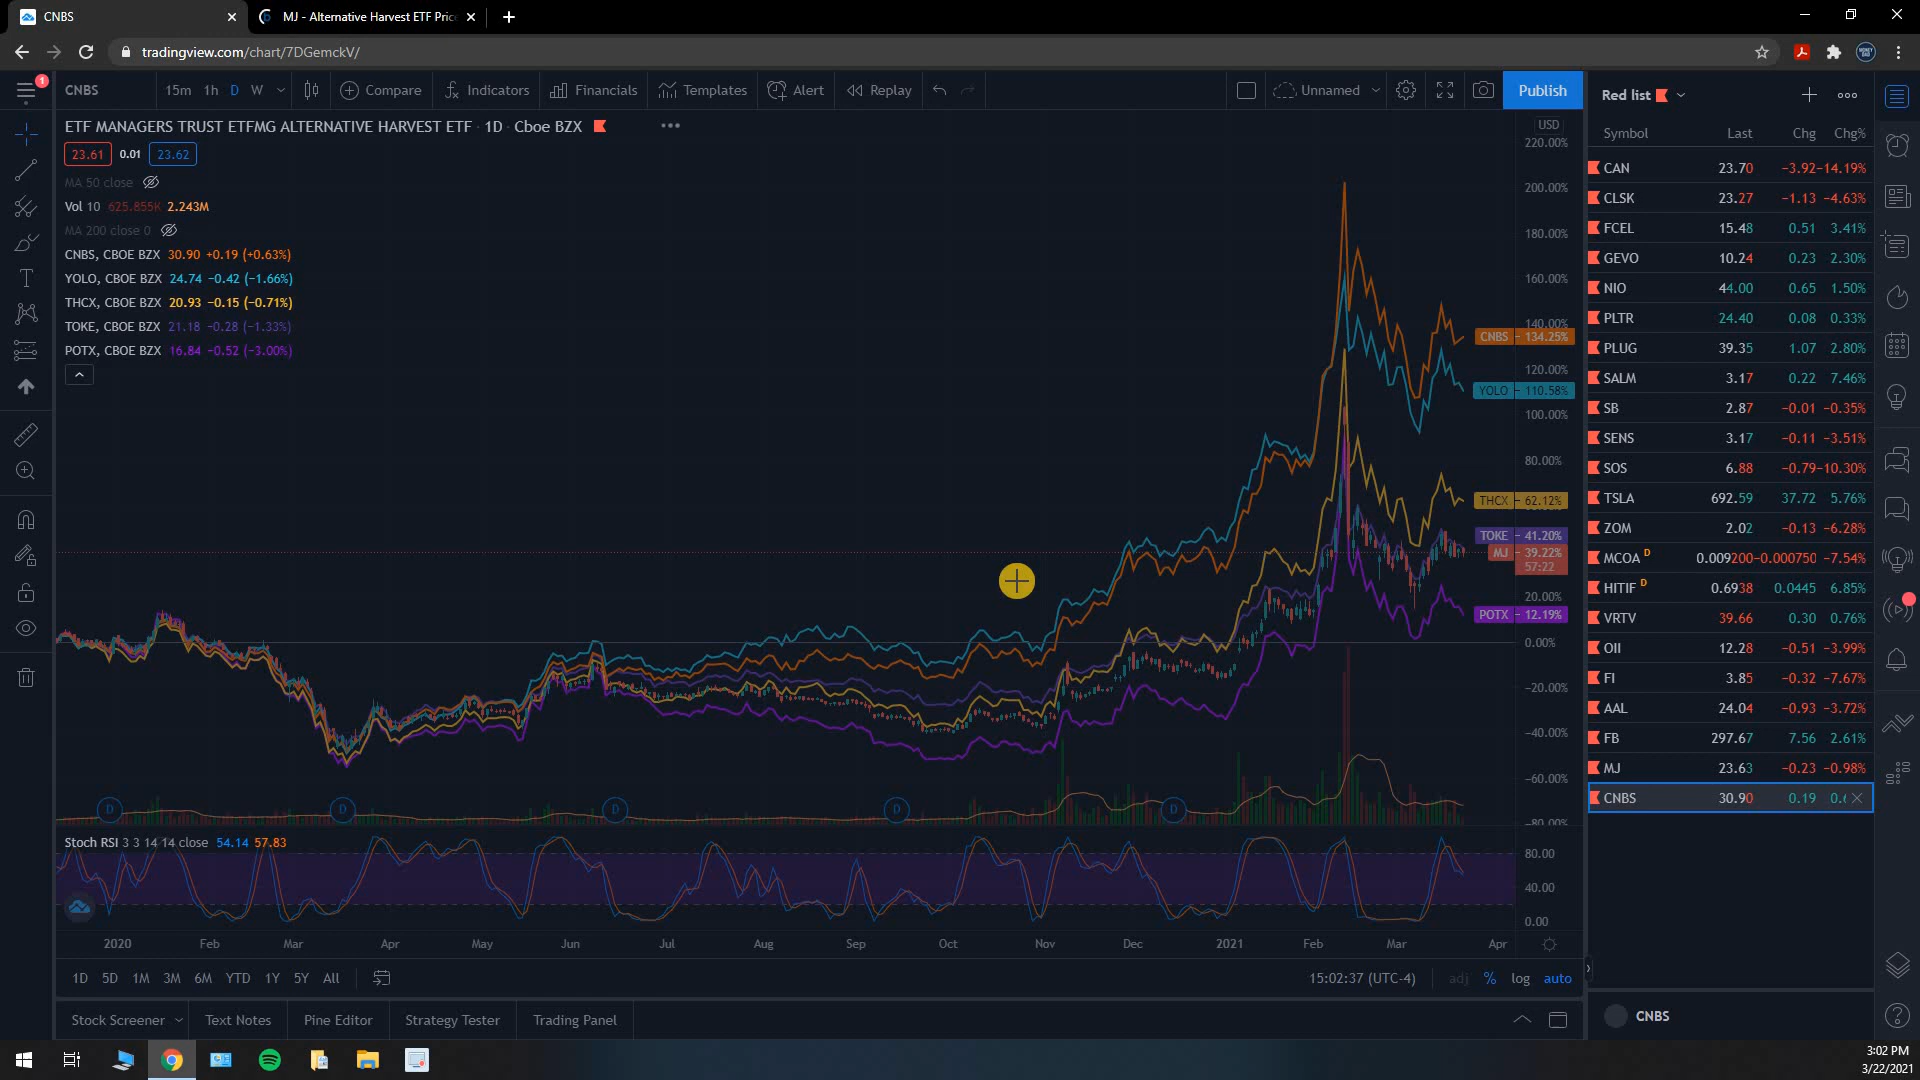 CNBS
MJ - Alternative Harvest ETF Pric
tradingview.com/chart/7DGemckV/
1
CNBS 15m 1h D W Compare Indicators Financials Templates Alert Replay Unnamed Publish
ETF MANAGERS TRUST ETFMG ALTERNATIVE HARVEST ETF · 1D · Cboe BZX
23.61 0.01 23.62
MA 50 close
Vol 10 625.855K 2.243M
MA 200 close 0
CNBS, CBOE BZX 30.90 +0.19 (+0.63%)
YOLO, CBOE BZX 24.74 −0.42 (−1.66%)
THCX, CBOE BZX 20.93 −0.15 (−0.71%)
TOKE, CBOE BZX 21.18 −0.28 (−1.33%)
POTX, CBOE BZX 16.84 −0.52 (−3.00%)
USD
220.00%
200.00%
180.00%
160.00%
140.00%
CNBS 134.25%
120.00%
YOLO 110.58%
100.00%
80.00%
THCX 62.12%
TOKE 41.20%
MJ 39.22%
57:22
20.00%
POTX 12.19%
0.00%
−20.00%
−40.00%
−60.00%
−80.00%
D D D D D
Stoch RSI 3 3 14 14 close 54.14 57.83
80.00
40.00
0.00
2020 Feb Mar Apr May Jun Jul Aug Sep Oct Nov Dec 2021 Feb Mar Apr
1D 5D 1M 3M 6M YTD 1Y 5Y All 15:02:37 (UTC-4) adj % log auto
Stock Screener Text Notes Pine Editor Strategy Tester Trading Panel
Red list
Symbol Last Chg Chg%
CAN 23.70 −3.92 −14.19%
CLSK 23.27 −1.13 −4.63%
FCEL 15.48 0.51 3.41%
GEVO 10.24 0.23 2.30%
NIO 44.00 0.65 1.50%
PLTR 24.40 0.08 0.33%
PLUG 39.35 1.07 2.80%
SALM 3.17 0.22 7.46%
SB 2.87 −0.01 −0.35%
SENS 3.17 −0.11 −3.51%
SOS 6.88 −0.79 −10.30%
TSLA 692.59 37.72 5.76%
ZOM 2.02 −0.13 −6.28%
MCOA D 0.009200 −0.000750 −7.54%
HITIF D 0.6938 0.0445 6.85%
VRTV 39.66 0.30 0.76%
OII 12.28 −0.51 −3.99%
FI 3.85 −0.32 −7.67%
AAL 24.04 −0.93 −3.72%
FB 297.67 7.56 2.61%
MJ 23.63 −0.23 −0.98%
CNBS 30.90 0.19
CNBS
3:02 PM
3/22/2021